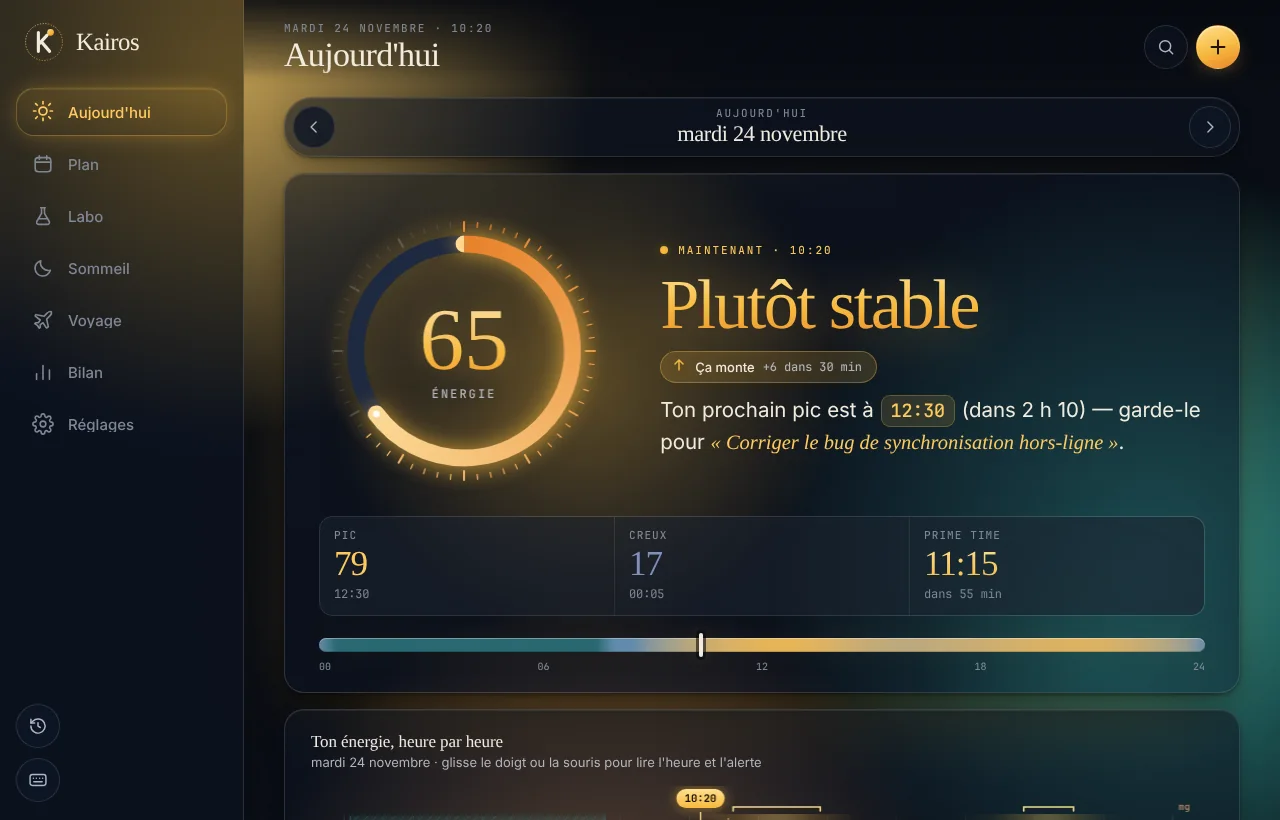 Kairos
Aujourd'hui
Plan
Labo
Sommeil
Voyage
Bilan
Réglages
MARDI 24 NOVEMBRE · 10:20
Aujourd'hui
AUJOURD'HUI
mardi 24 novembre
65
ÉNERGIE
MAINTENANT · 10:20
Plutôt stable
Ça monte +6 dans 30 min
Ton prochain pic est à 12:30 (dans 2 h 10) — garde-le
pour « Corriger le bug de synchronisation hors-ligne ».
PIC
79
12:30
CREUX
17
00:05
PRIME TIME
11:15
dans 55 min
00 06 12 18 24
Ton énergie, heure par heure
mardi 24 novembre · glisse le doigt ou la souris pour lire l'heure et l'alerte
10:20
mg